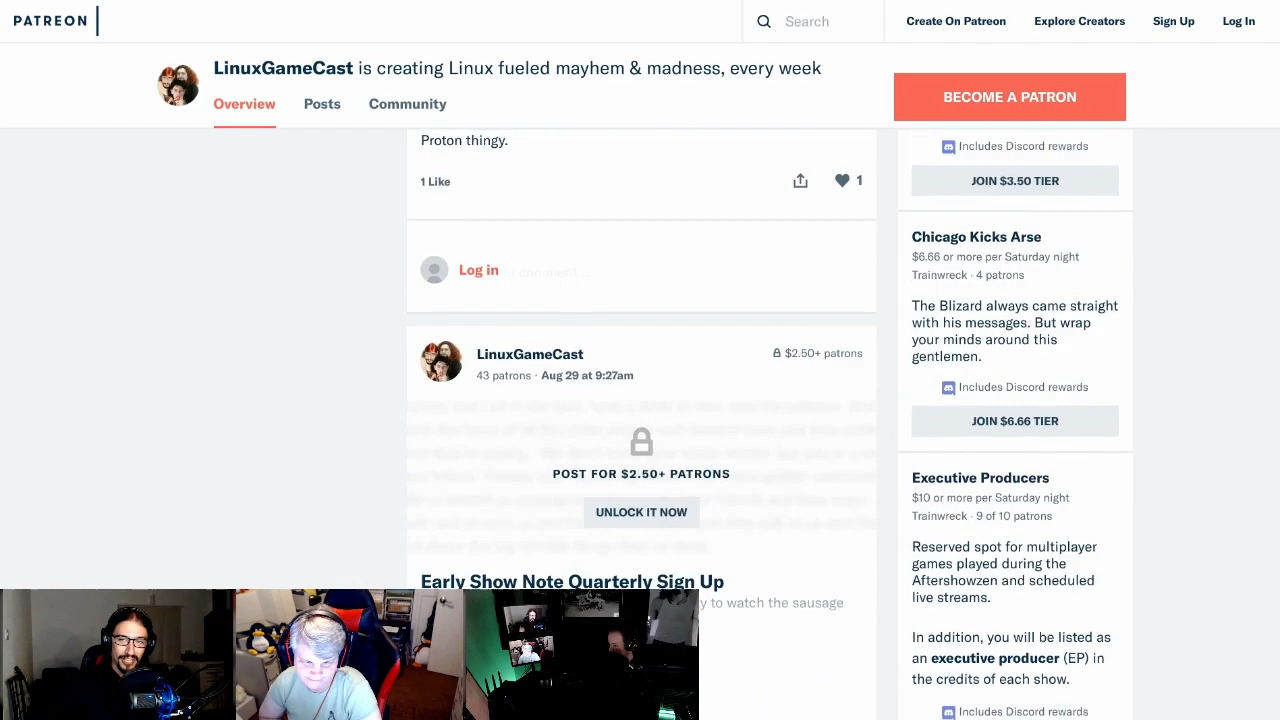 PATREON
Search
Create On Patreon
Explore Creators
Sign Up
Log In
LinuxGameCast is creating Linux fueled mayhem & madness, every week
Overview
Posts
Community
BECOME A PATRON
Proton thingy.
1 Like
1
Log in
comment ...
LinuxGameCast
$2.50+ patrons
43 patrons · Aug 29 at 9:27am
POST FOR $2.50+ PATRONS
UNLOCK IT NOW
Early Show Note Quarterly Sign Up
y to watch the sausage
Includes Discord rewards
JOIN $3.50 TIER
Chicago Kicks Arse
$6.66 or more per Saturday night
Trainwreck · 4 patrons
The Blizard always came straight
with his messages. But wrap
your minds around this
gentlemen.
Includes Discord rewards
JOIN $6.66 TIER
Executive Producers
$10 or more per Saturday night
Trainwreck · 9 of 10 patrons
Reserved spot for multiplayer
games played during the
Aftershowzen and scheduled
live streams.
In addition, you will be listed as
an executive producer (EP) in
the credits of each show.
Includes Discord rewards